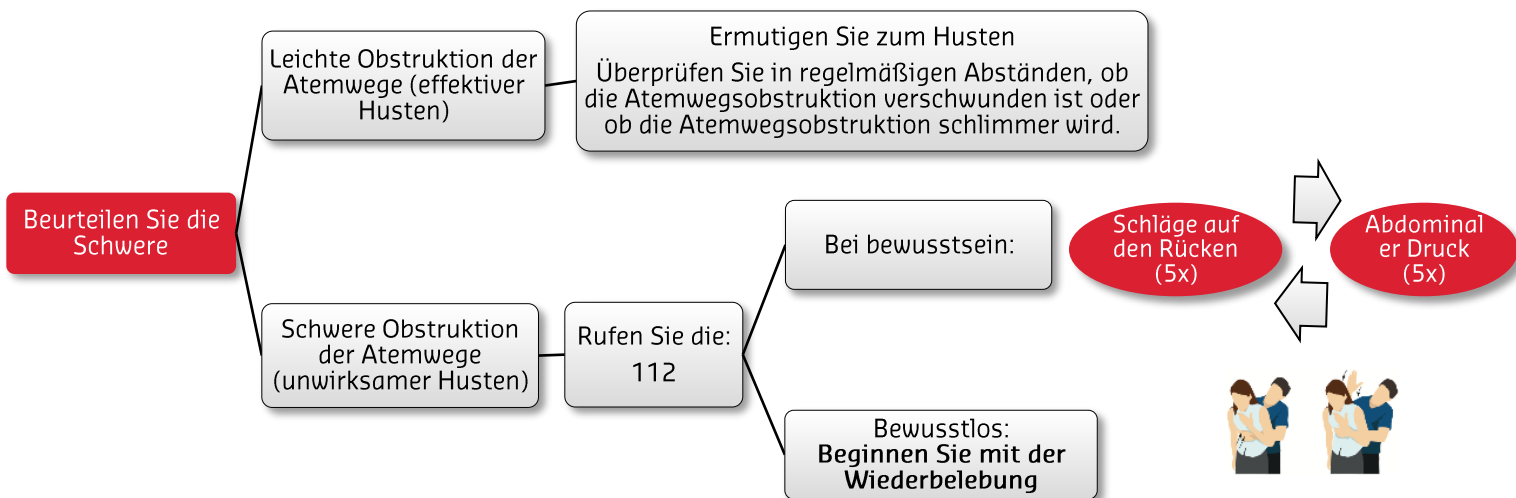 Leichte Obstruktion der
Atemwege (effektiver
Husten)
Ermutigen Sie zum Husten
Überprüfen Sie in regelmäßigen Abständen, ob
die Atemwegsobstruktion verschwunden ist oder
ob die Atemwegsobstruktion schlimmer wird.
Beurteilen Sie die
Schwere
Schwere Obstruktion
der Atemwege
(unwirksamer Husten)
Rufen Sie die:
112
Bei bewusstsein:
Schläge auf
den Rücken
(5x)
Abdominal
er Druck
(5x)
Bewusstlos:
Beginnen Sie mit der
Wiederbelebung